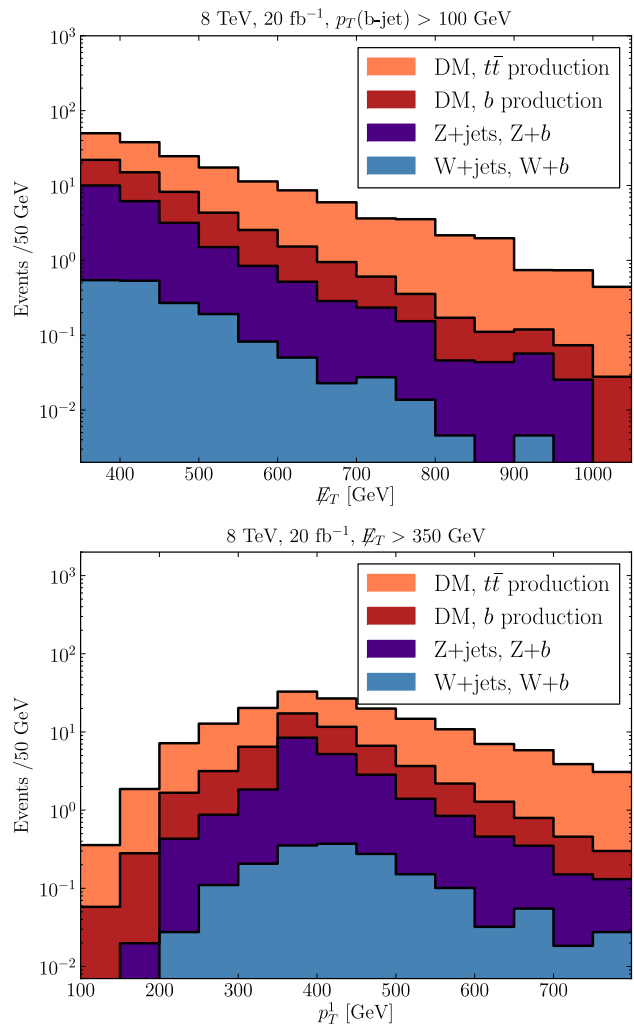 8 TeV, 20 fb⁻¹, p_T(b-jet) > 100 GeV
10³
10²
10¹
10⁰
10⁻¹
10⁻²
Events /50 GeV
DM, tt̅ production
DM, b production
Z+jets, Z+b
W+jets, W+b
400 500 600 700 800 900 1000
E̸_T [GeV]
8 TeV, 20 fb⁻¹, E̸_T > 350 GeV
10³
10²
10¹
10⁰
10⁻¹
10⁻²
Events /50 GeV
DM, tt̅ production
DM, b production
Z+jets, Z+b
W+jets, W+b
100 200 300 400 500 600 700
p_T^1 [GeV]